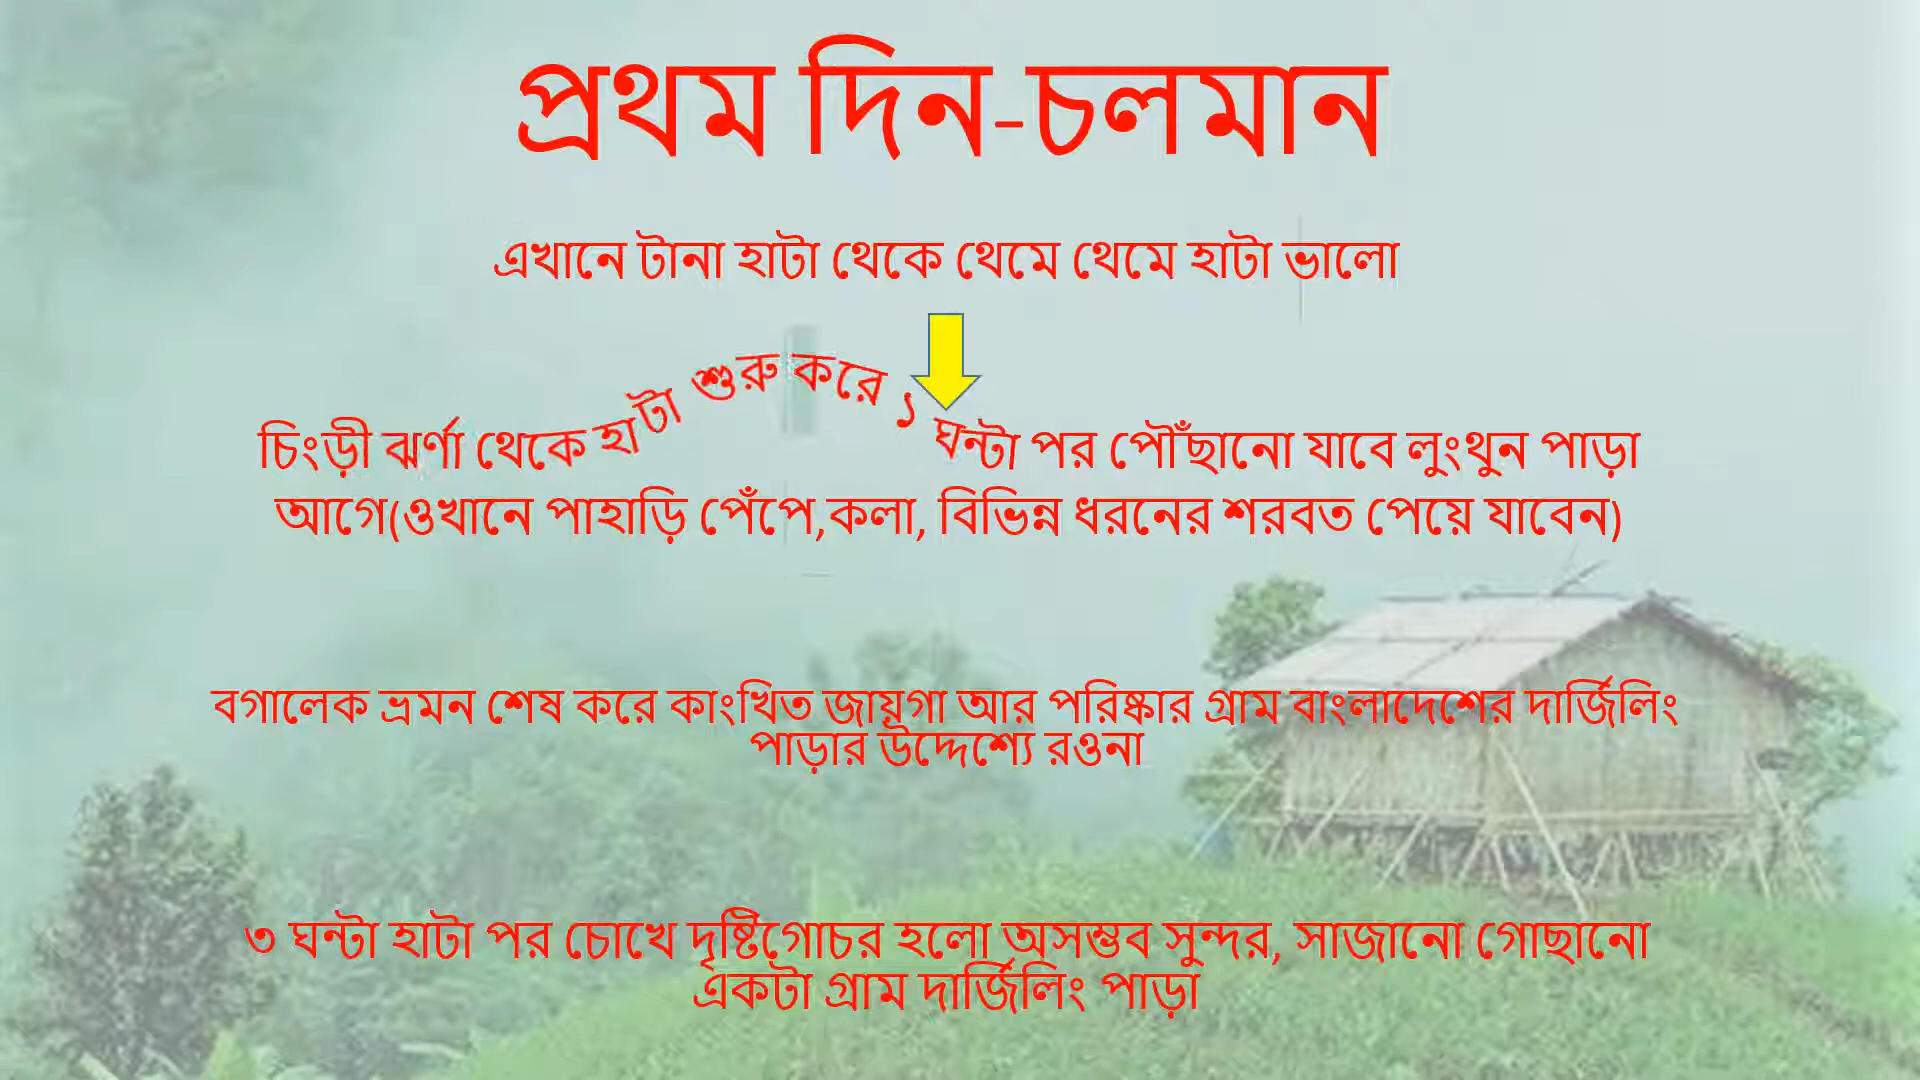 প্রথম দিন-চলমান
এখানে টানা হাটা থেকে থেমে থেমে হাটা ভালো
চিংড়ী ঝর্ণা থেকে হাটা শুরু করে ১ ঘন্টা পর পৌঁছানো যাবে লুংথুন পাড়া
আগে(ওখানে পাহাড়ি পেঁপে,কলা, বিভিন্ন ধরনের শরবত পেয়ে যাবেন)
বগালেক ভ্রমন শেষ করে কাংখিত জায়গা আর পরিষ্কার গ্রাম বাংলাদেশের দার্জিলিং
পাড়ার উদ্দেশ্যে রওনা
৩ ঘন্টা হাটা পর চোখে দৃষ্টিগোচর হলো অসম্ভব সুন্দর, সাজানো গোছানো
একটা গ্রাম দার্জিলিং পাড়া